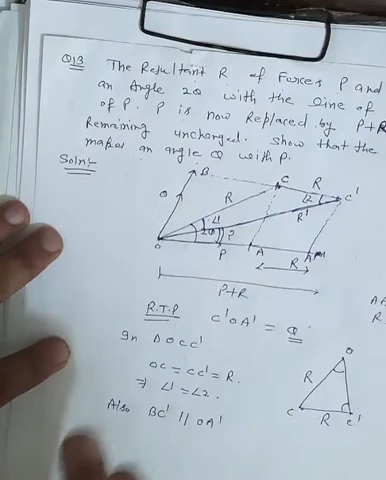 Q13 The Resultant R of Forces P and
an Angle 2θ with the line of
of P. P is now Replaced by P+R
Remaining unchanged. Show that the
makes an angle θ with P.
Soln:-
B
C
R
C'
Q
R
∠2
R'
∠1
2θ
?
O
P
A
A'
R
P+R
R.T.P C'OA' = θ
In ΔOCC'
OC = CC' = R.
⇒ ∠1 = ∠2.
Also BC' // OA'
O
R
C
R
C'